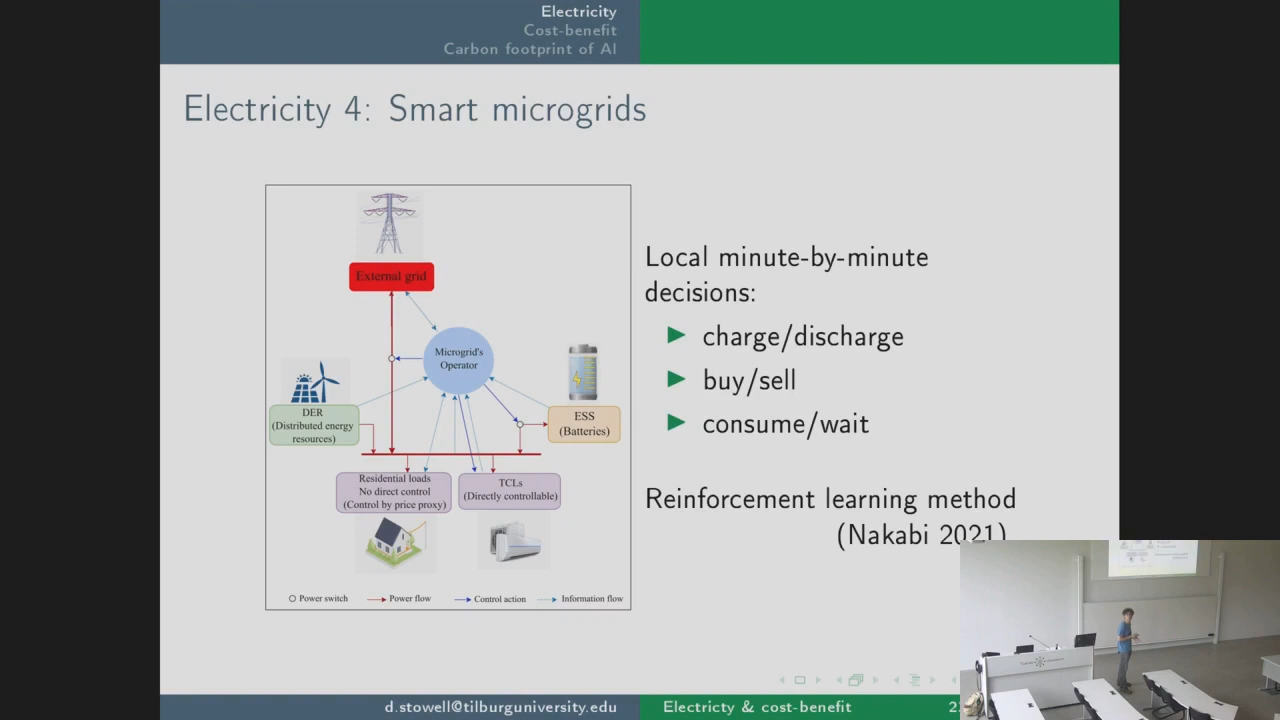 Electricity
Cost-benefit
Carbon footprint of AI
Electricity 4: Smart microgrids
External grid
Microgrid's
Operator
DER
(Distributed energy
resources)
ESS
(Batteries)
Residential loads
No direct control
(Control by price proxy)
TCLs
(Directly controllable)
Power switch
Power flow
Control action
Information flow
Local minute-by-minute
decisions:
charge/discharge
buy/sell
consume/wait
Reinforcement learning method
(Nakabi 2021)
d.stowell@tilburguniversity.edu
Electricty & cost-benefit